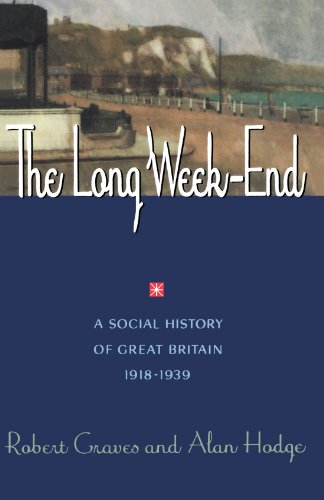 The Long Week-End
A SOCIAL HISTORY
OF GREAT BRITAIN
1918-1939
Robert Graves and Alan Hodge